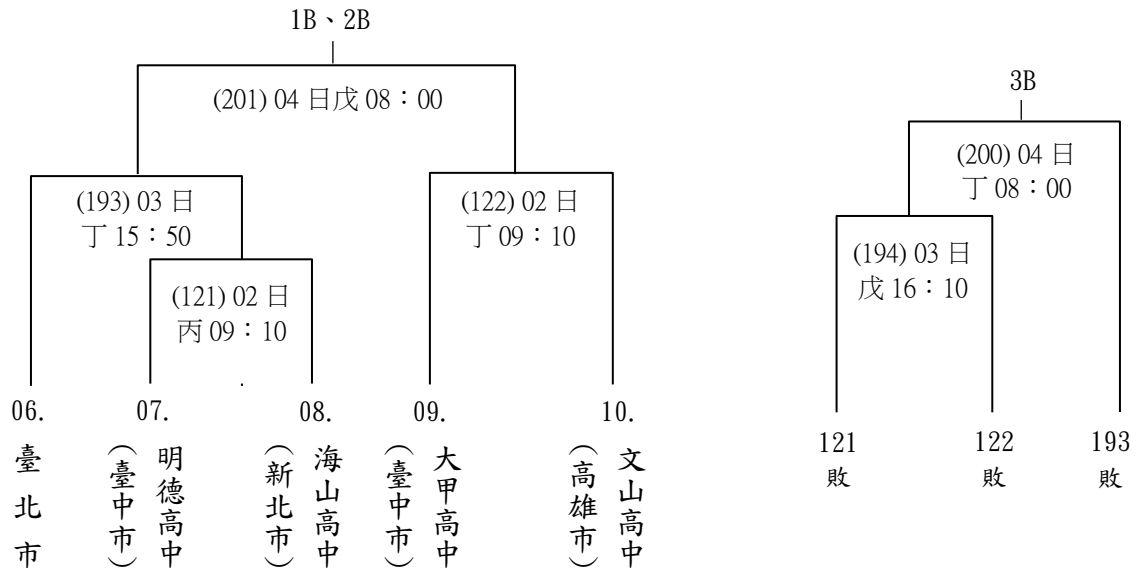 1B、2B
(201) 04 日戊 08：00
(193) 03 日
丁 15：50
(122) 02 日
丁 09：10
(121) 02 日
丙 09：10
06.
臺北市
07.
明德高中
（臺中市）
08.
海山高中
（新北市）
09.
大甲高中
（臺中市）
10.
文山高中
（高雄市）
3B
(200) 04 日
丁 08：00
(194) 03 日
戊 16：10
121
敗
122
敗
193
敗